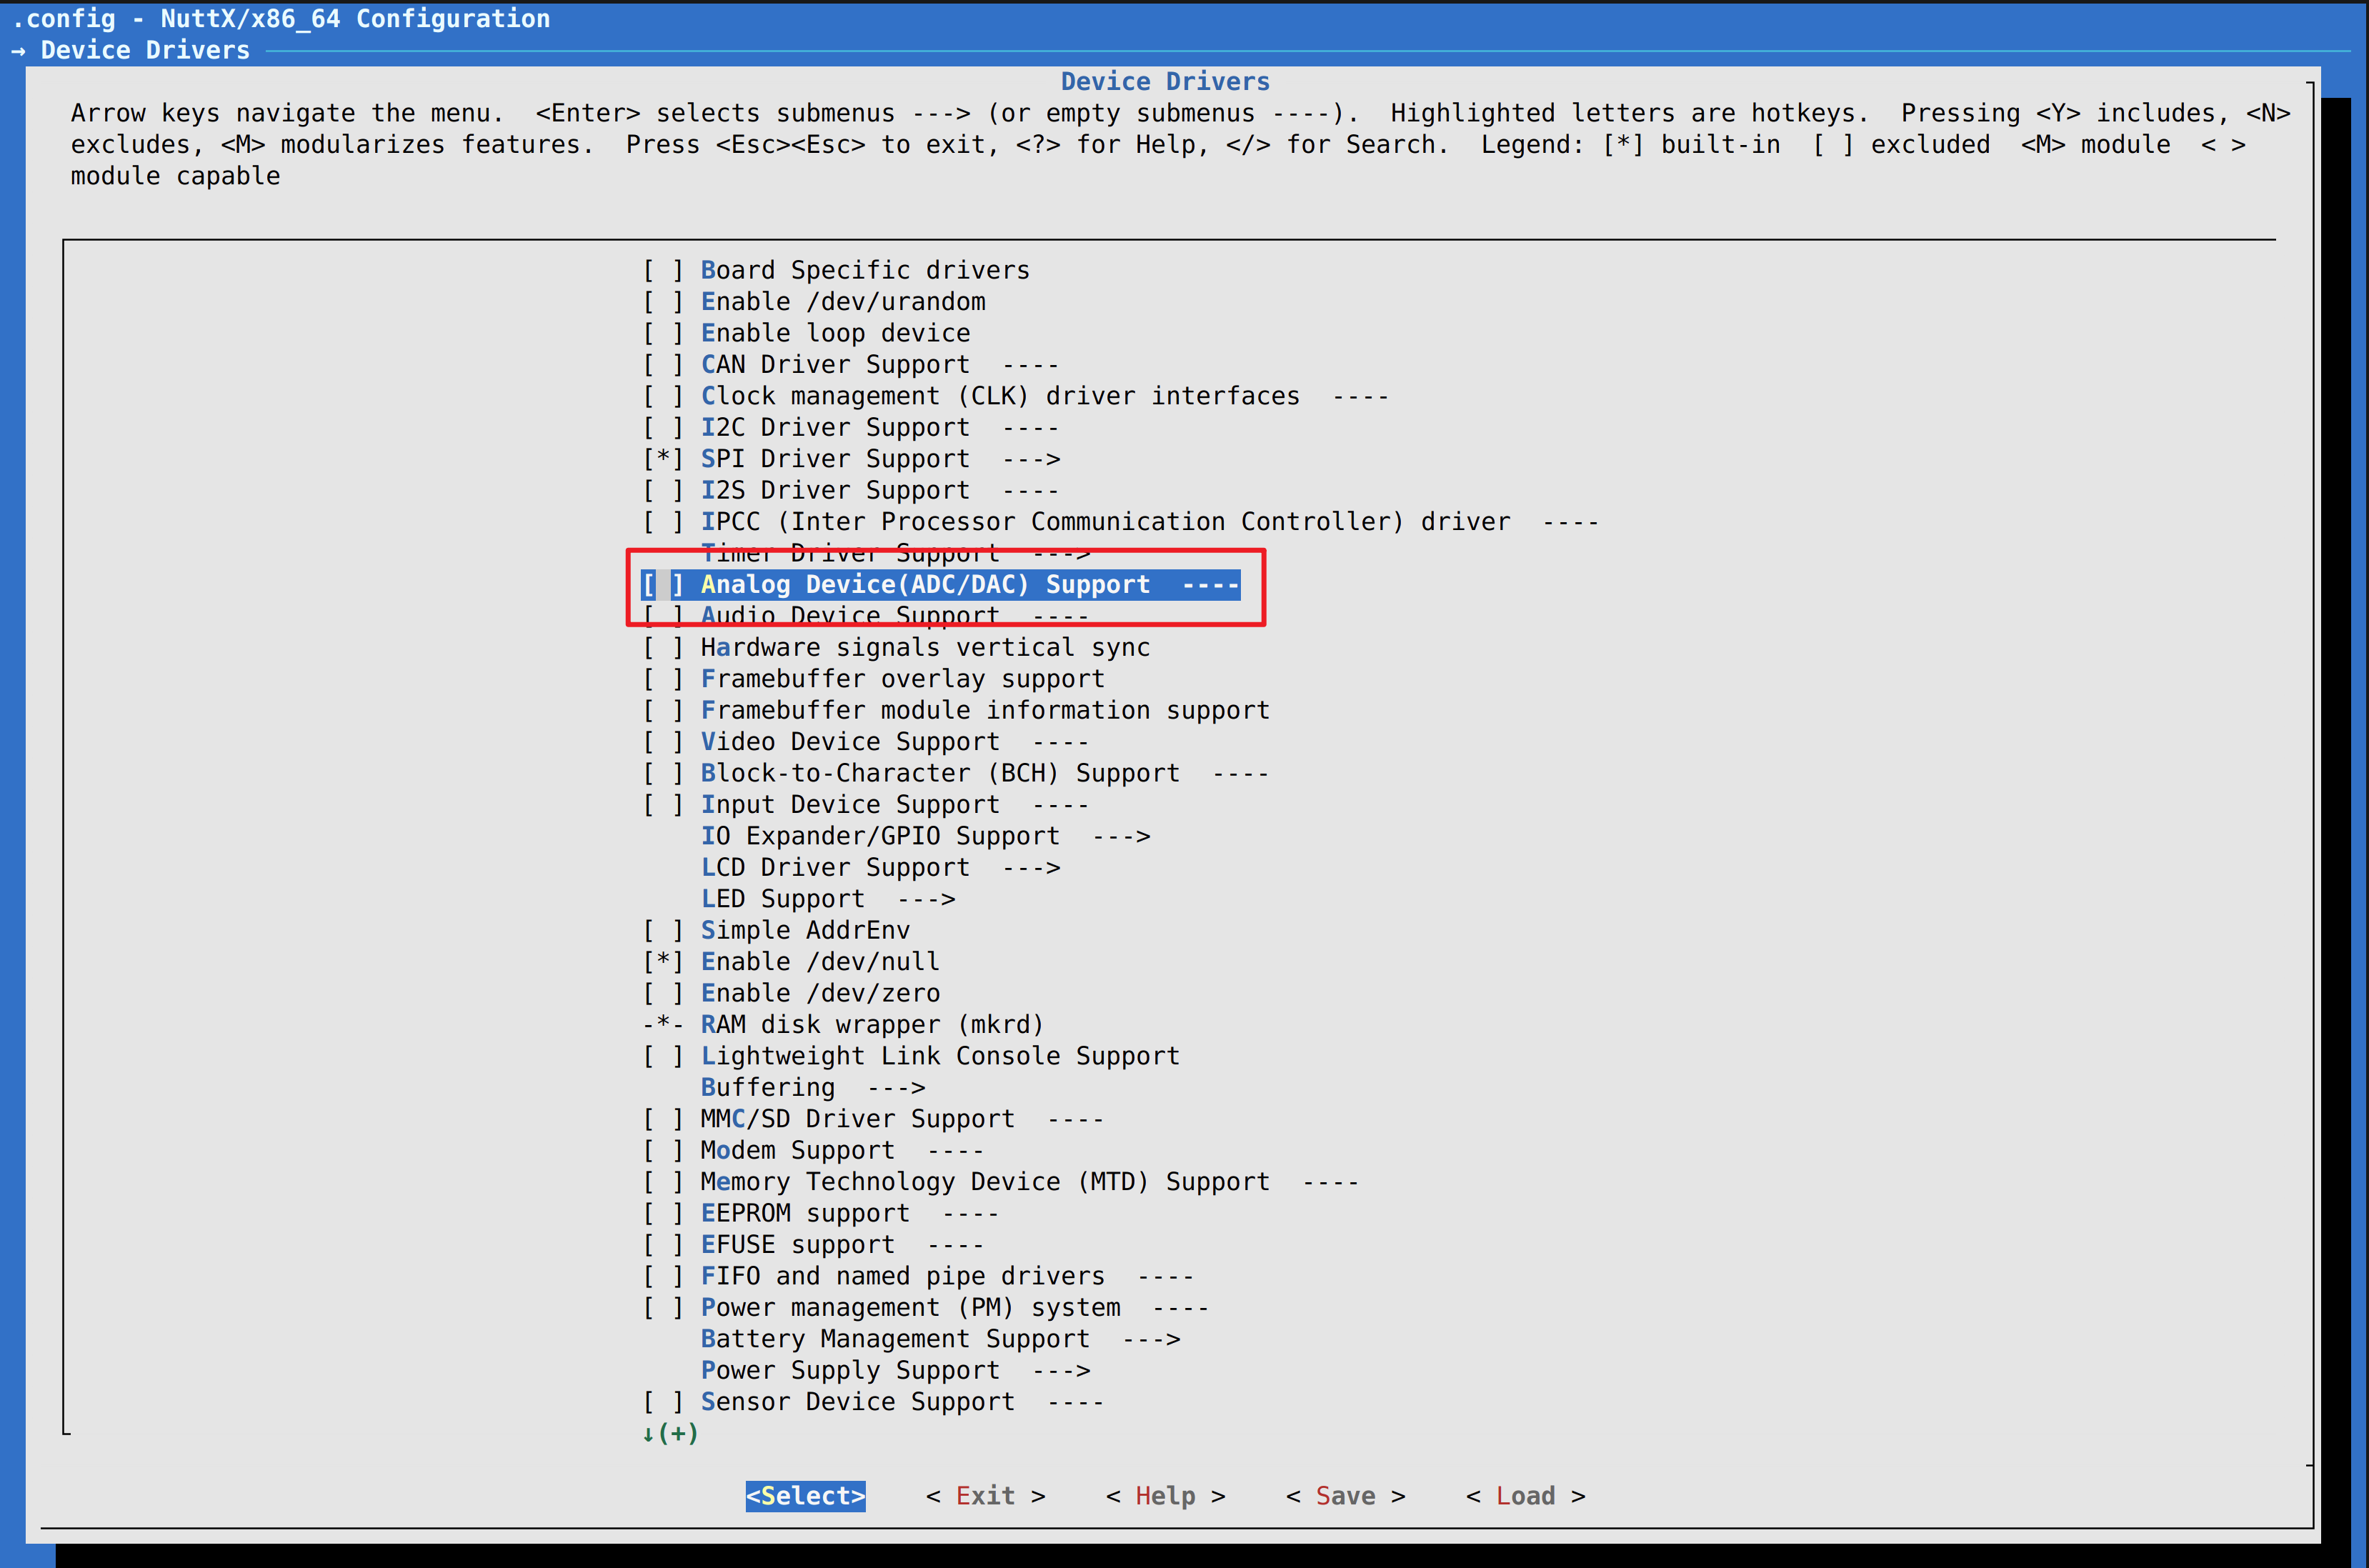 .config - NuttX/x86_64 Configuration
→ Device Drivers
Device Drivers
Arrow keys navigate the menu.  <Enter> selects submenus ---> (or empty submenus ----).  Highlighted letters are hotkeys.  Pressing <Y> includes, <N>
excludes, <M> modularizes features.  Press <Esc><Esc> to exit, <?> for Help, </> for Search.  Legend: [*] built-in  [ ] excluded  <M> module  < >
module capable
[ ] Board Specific drivers
[ ] Enable /dev/urandom
[ ] Enable loop device
[ ] CAN Driver Support  ----
[ ] Clock management (CLK) driver interfaces  ----
[ ] I2C Driver Support  ----
[*] SPI Driver Support  --->
[ ] I2S Driver Support  ----
[ ] IPCC (Inter Processor Communication Controller) driver  ----
Timer Driver Support  --->
[ ] Analog Device(ADC/DAC) Support  ----
[ ] Audio Device Support  ----
[ ] Hardware signals vertical sync
[ ] Framebuffer overlay support
[ ] Framebuffer module information support
[ ] Video Device Support  ----
[ ] Block-to-Character (BCH) Support  ----
[ ] Input Device Support  ----
IO Expander/GPIO Support  --->
LCD Driver Support  --->
LED Support  --->
[ ] Simple AddrEnv
[*] Enable /dev/null
[ ] Enable /dev/zero
-*- RAM disk wrapper (mkrd)
[ ] Lightweight Link Console Support
Buffering  --->
[ ] MMC/SD Driver Support  ----
[ ] Modem Support  ----
[ ] Memory Technology Device (MTD) Support  ----
[ ] EEPROM support  ----
[ ] EFUSE support  ----
[ ] FIFO and named pipe drivers  ----
[ ] Power management (PM) system  ----
Battery Management Support  --->
Power Supply Support  --->
[ ] Sensor Device Support  ----
↓(+)
<Select>    < Exit >    < Help >    < Save >    < Load >